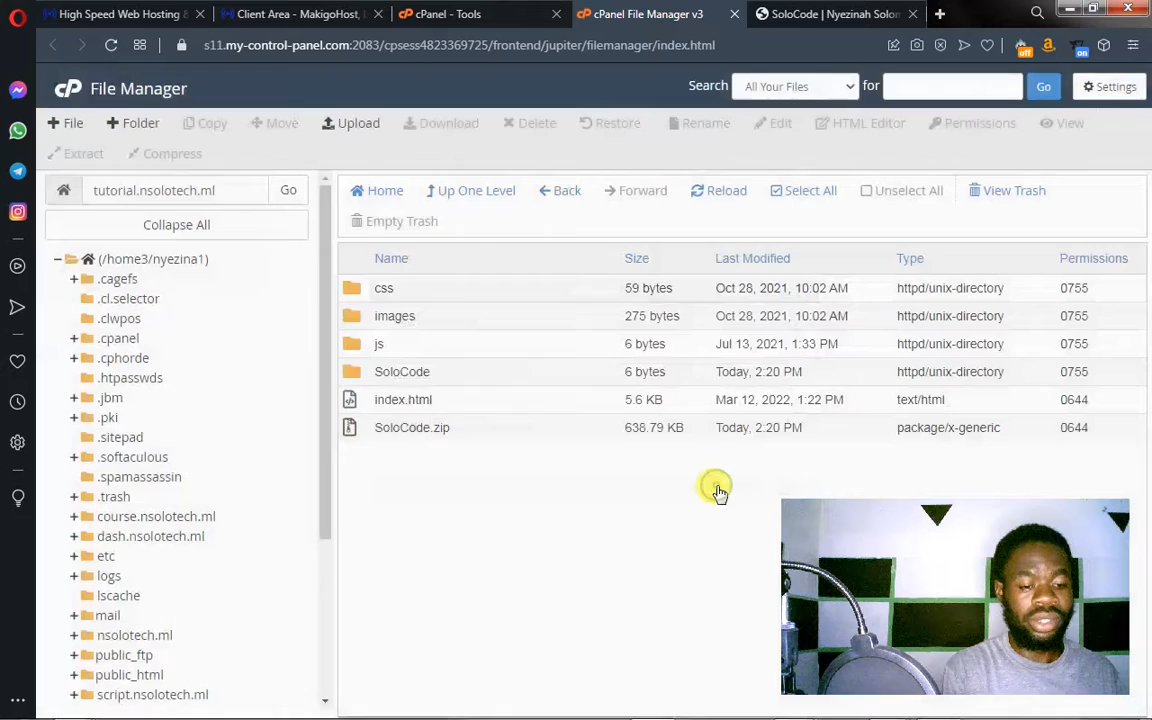 High Speed Web Hosting &
Client Area - MakigoHost, L
cPanel - Tools
cPanel File Manager v3
SoloCode | Nyezinah Solom
s11.my-control-panel.com:2083/cpsess4823369725/frontend/jupiter/filemanager/index.html
off
on
cP File Manager
Search All Your Files for Go Settings
File Folder Copy Move Upload Download Delete Restore Rename Edit HTML Editor Permissions View
Extract Compress
tutorial.nsolotech.ml Go
Collapse All
(/home3/nyezina1)
.cagefs
.cl.selector
.clwpos
.cpanel
.cphorde
.htpasswds
.jbm
.pki
.sitepad
.softaculous
.spamassassin
.trash
course.nsolotech.ml
dash.nsolotech.ml
etc
logs
lscache
mail
nsolotech.ml
public_ftp
public_html
script.nsolotech.ml
Home Up One Level Back Forward Reload Select All Unselect All View Trash
Empty Trash
Name Size Last Modified Type Permissions
css 59 bytes Oct 28, 2021, 10:02 AM httpd/unix-directory 0755
images 275 bytes Oct 28, 2021, 10:02 AM httpd/unix-directory 0755
js 6 bytes Jul 13, 2021, 1:33 PM httpd/unix-directory 0755
SoloCode 6 bytes Today, 2:20 PM httpd/unix-directory 0755
index.html 5.6 KB Mar 12, 2022, 1:22 PM text/html 0644
SoloCode.zip 638.79 KB Today, 2:20 PM package/x-generic 0644